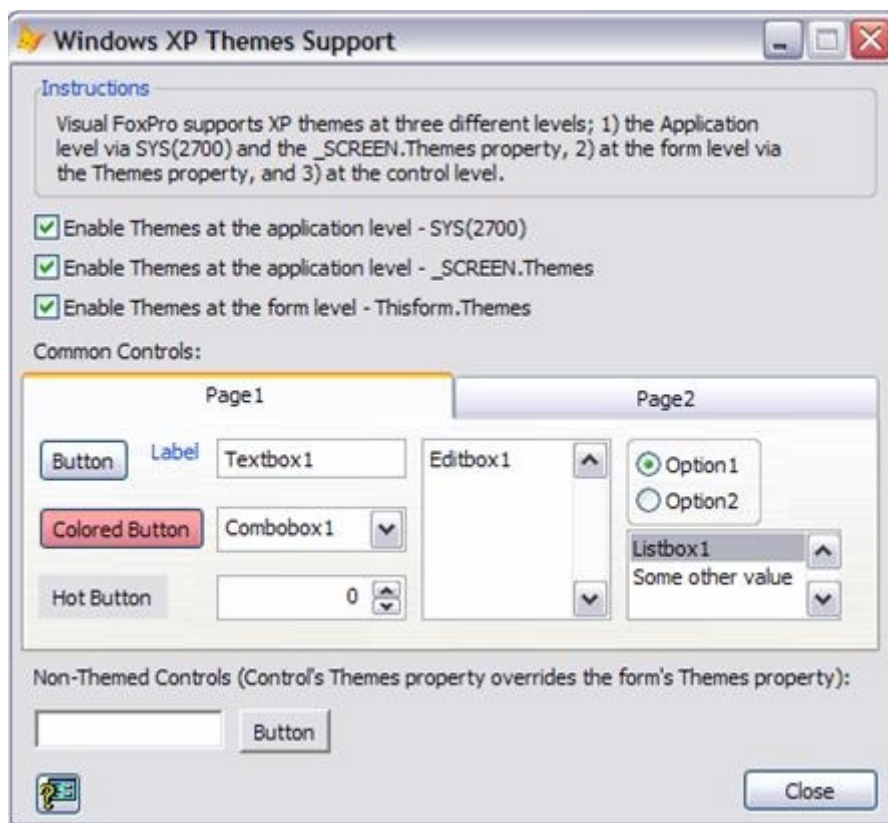 Windows XP Themes Support
Instructions
Visual FoxPro supports XP themes at three different levels; 1) the Application
level via SYS(2700) and the _SCREEN.Themes property, 2) at the form level via
the Themes property, and 3) at the control level.
Enable Themes at the application level - SYS(2700)
Enable Themes at the application level - _SCREEN.Themes
Enable Themes at the form level - Thisform.Themes
Common Controls:
Page1
Page2
Button
Label
Textbox1
Editbox1
Option1
Option2
Colored Button
Combobox1
Listbox1
Some other value
Hot Button
0
Non-Themed Controls (Control's Themes property overrides the form's Themes property):
Button
Close